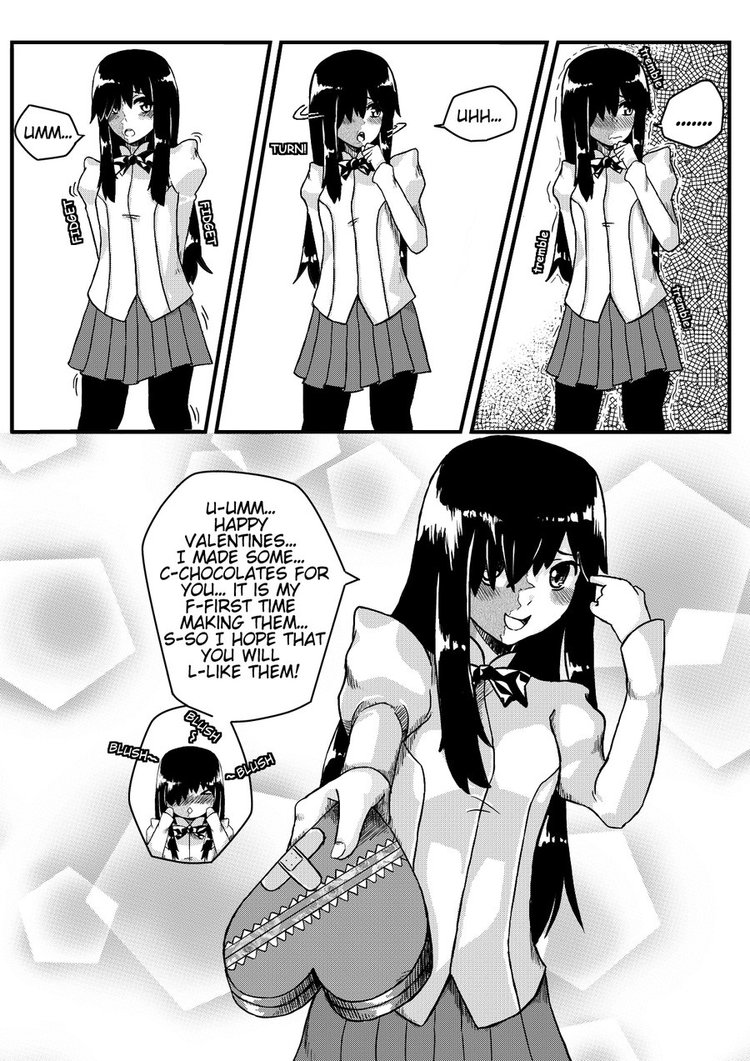 UMM...
FIDGET
FIDGET
TURN!
UHH...
tremble
........
tremble
tremble
U-UMM...
HAPPY
VALENTINES...
I MADE SOME...
C-CHOCOLATES FOR
YOU... IT IS MY
F-FIRST TIME
MAKING THEM...
S-SO I HOPE THAT
YOU WILL
L-LIKE THEM!
BLUSH
~
BLUSH~
~BLUSH